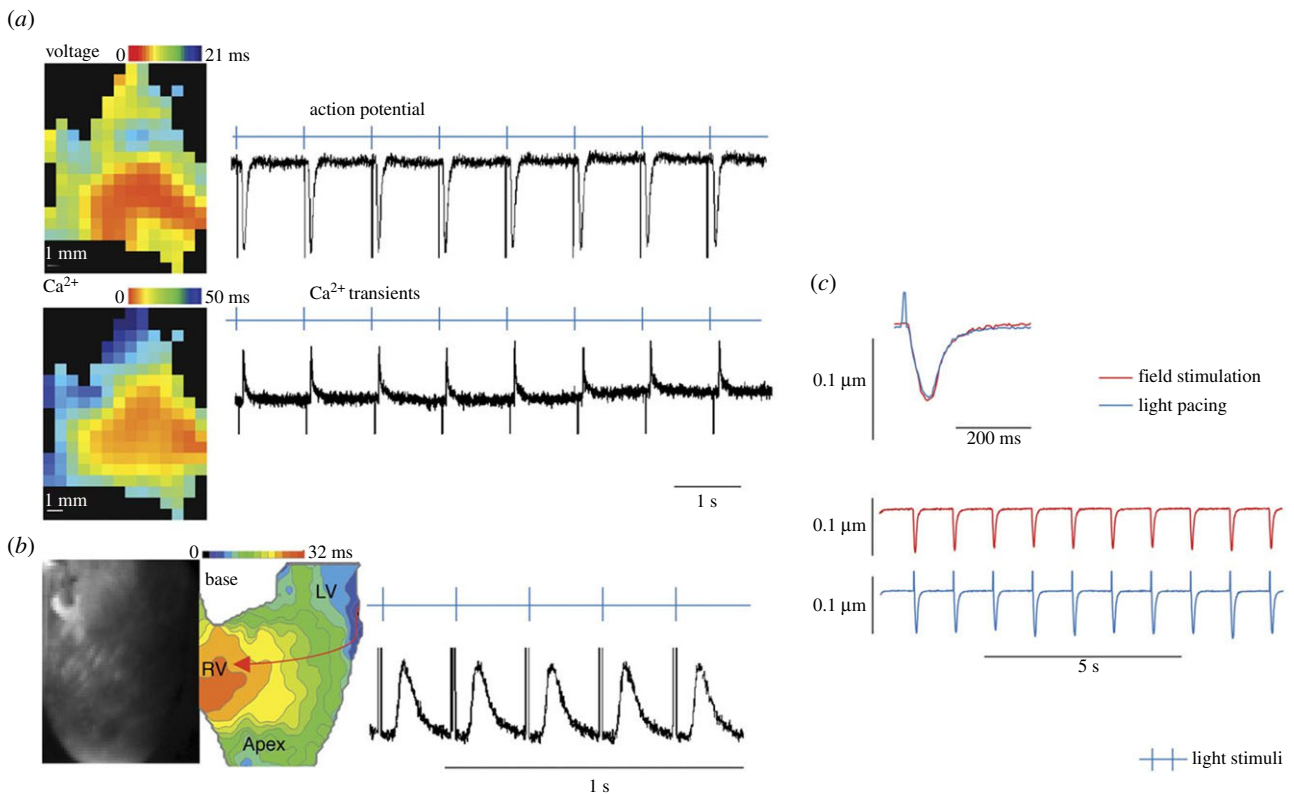 (a)
voltage 0 21 ms
action potential
1 mm
Ca²⁺ 0 50 ms
Ca²⁺ transients
1 mm
1 s
(b)
0 32 ms
base
LV
RV
Apex
1 s
(c)
0.1 µm
field stimulation
light pacing
200 ms
0.1 µm
0.1 µm
5 s
light stimuli